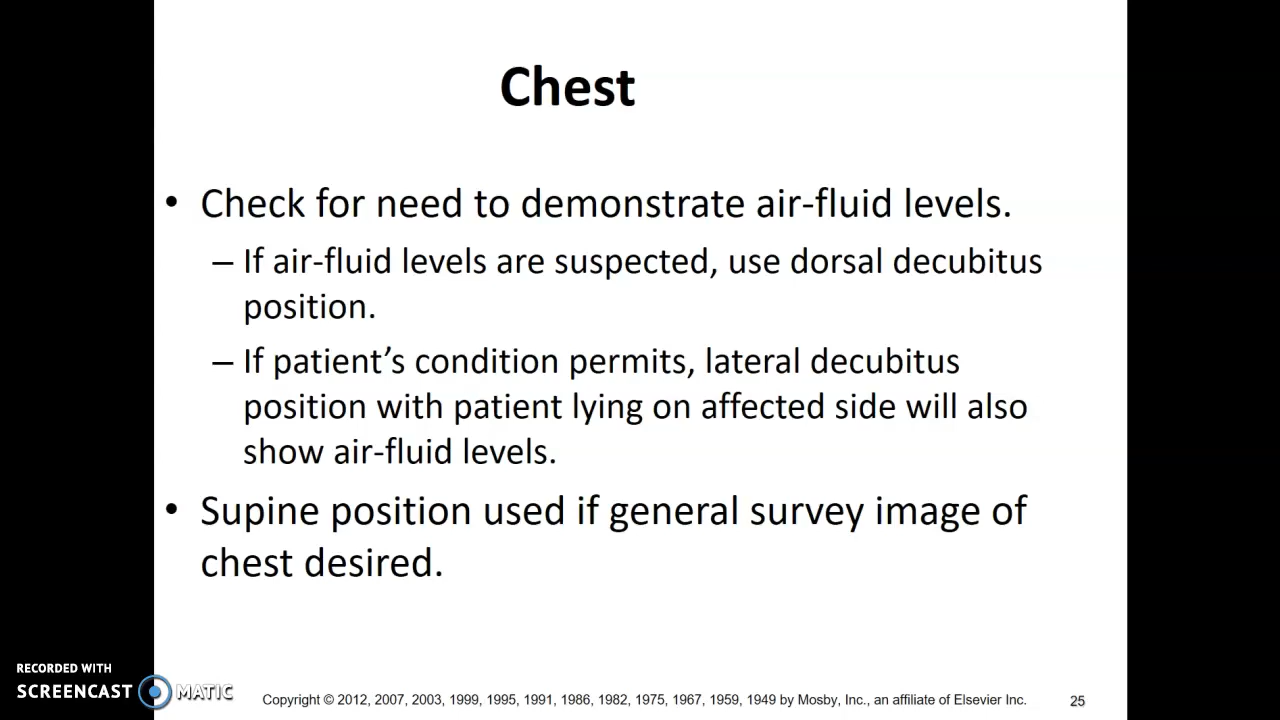 Chest
• Check for need to demonstrate air-fluid levels.
– If air-fluid levels are suspected, use dorsal decubitus
position.
– If patient’s condition permits, lateral decubitus
position with patient lying on affected side will also
show air-fluid levels.
• Supine position used if general survey image of
chest desired.
RECORDED WITH
SCREENCAST MATIC
Copyright © 2012, 2007, 2003, 1999, 1995, 1991, 1986, 1982, 1975, 1967, 1959, 1949 by Mosby, Inc., an affiliate of Elsevier Inc.
25